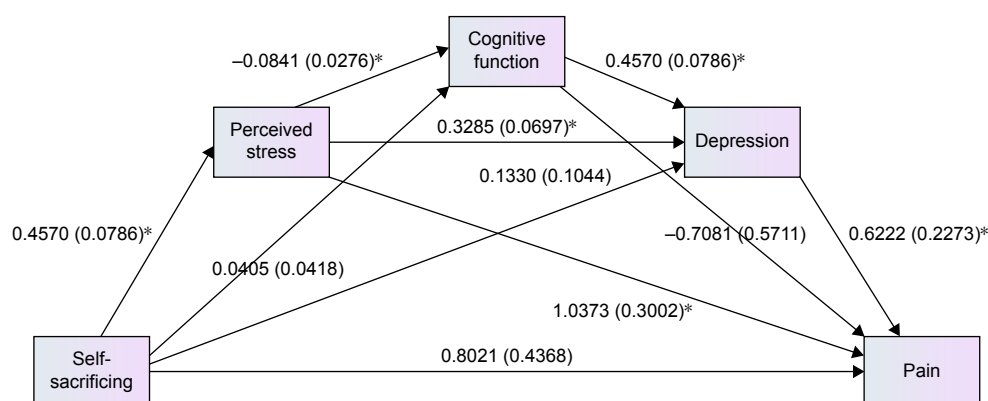 Cognitive
function
–0.0841 (0.0276)*
0.4570 (0.0786)*
Perceived
stress
0.3285 (0.0697)*
Depression
0.1330 (0.1044)
0.4570 (0.0786)*
–0.7081 (0.5711)
0.6222 (0.2273)*
0.0405 (0.0418)
1.0373 (0.3002)*
Self-
sacrificing
0.8021 (0.4368)
Pain